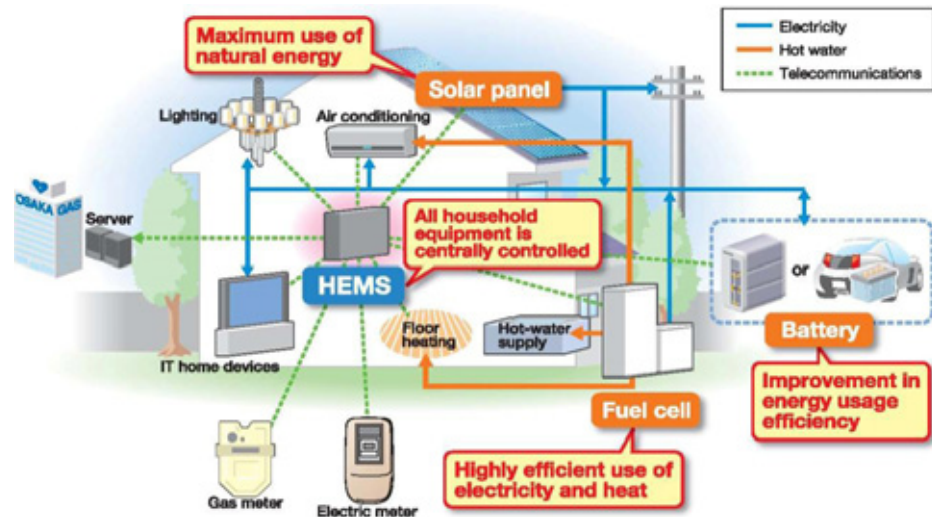 Maximum use of
natural energy
Electricity
Hot water
Telecommunications
Solar panel
Lighting
Air conditioning
OSAKA GAS
Server
All household
equipment is
centrally controlled
HEMS
or
Battery
IT home devices
Floor
heating
Hot-water
supply
Fuel cell
Improvement in
energy usage
efficiency
Highly efficient use of
electricity and heat
Gas meter
Electric meter